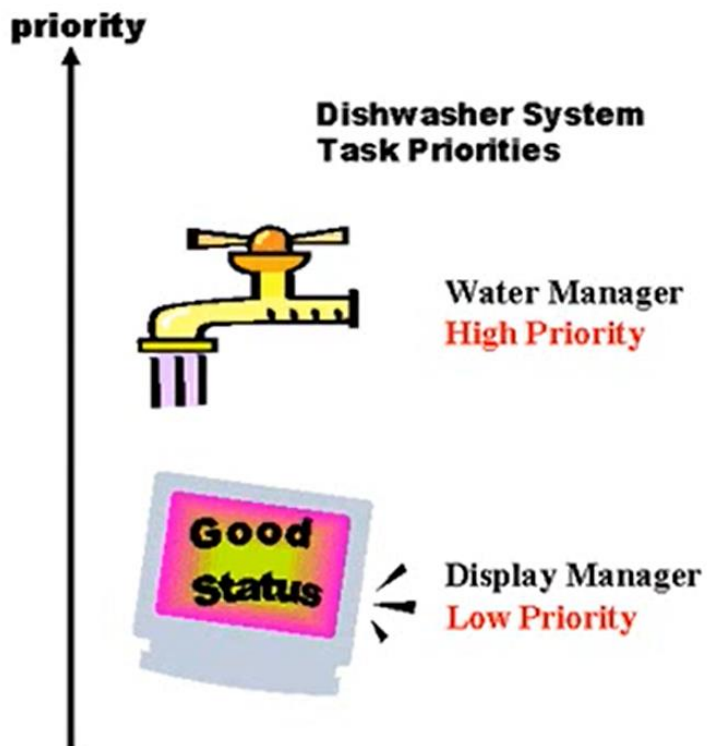 priority
Dishwasher System
Task Priorities
Water Manager
High Priority
Good
Status
Display Manager
Low Priority